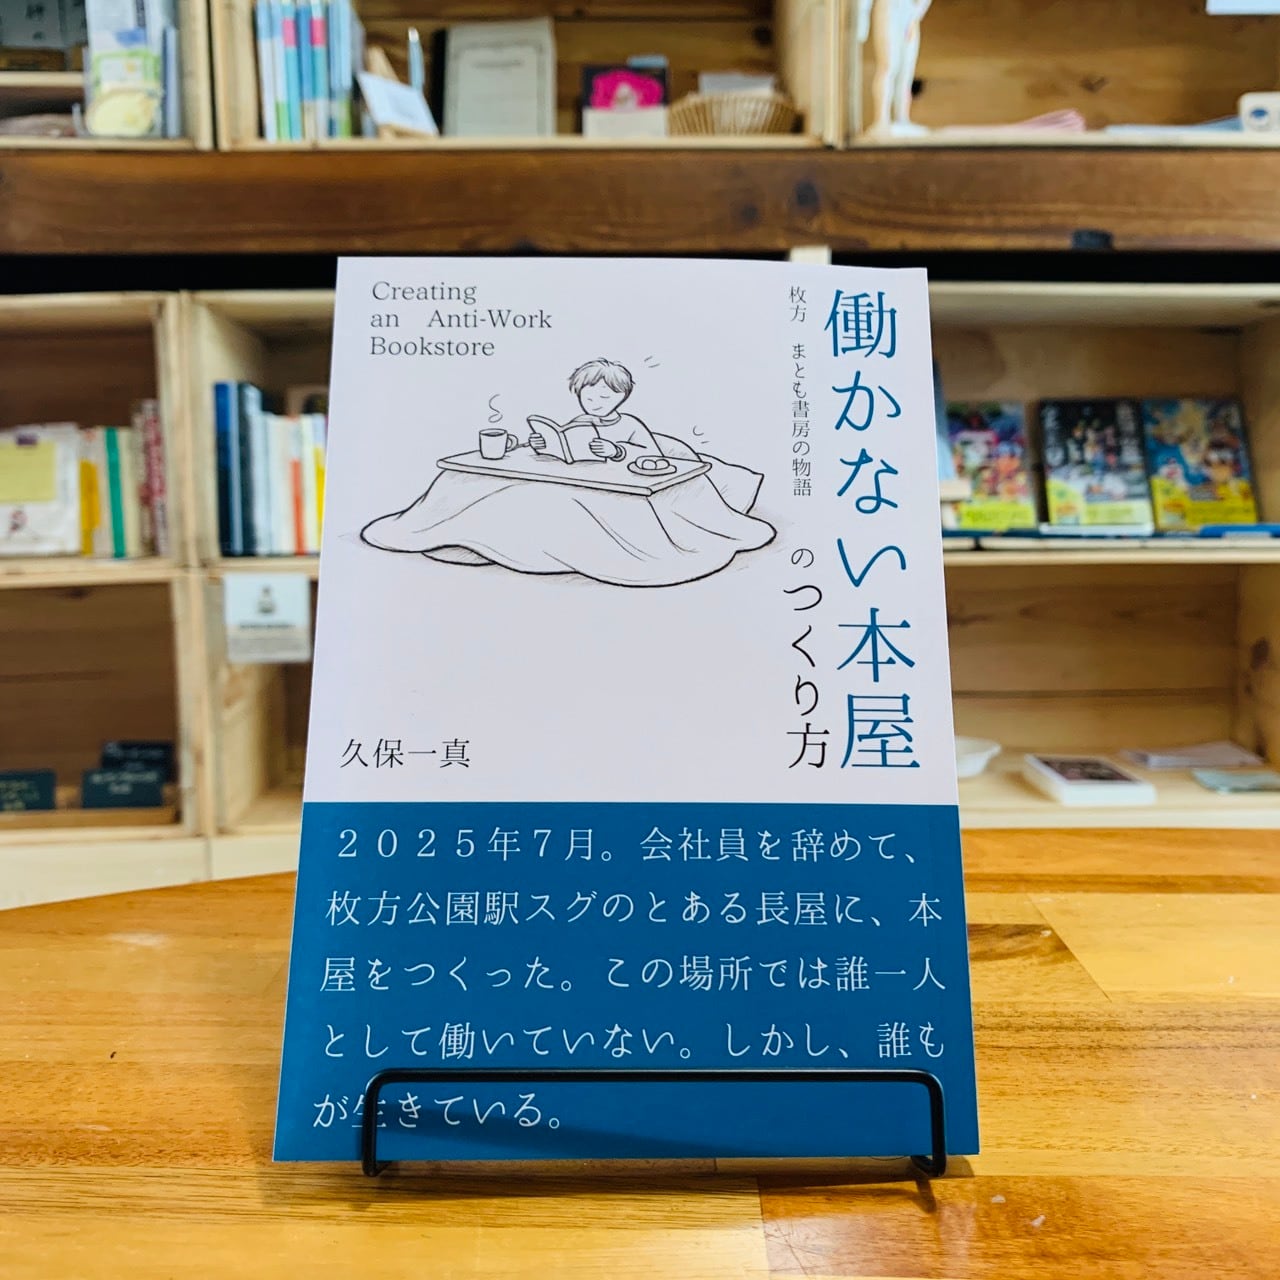 Creating
an Anti-Work
Bookstore
働かない本屋
のつくり方
枚方 まとも書房の物語
久保一真
２０２５年７月。会社員を辞めて、
枚方公園駅スグのとある長屋に、本
屋をつくった。この場所では誰一人
として働いていない。しかし、誰も
が生きている。